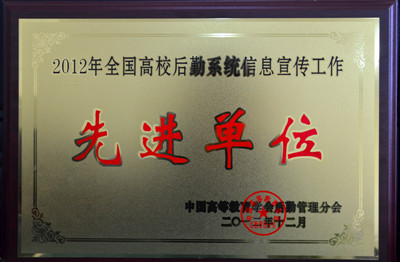 2012年全国高校后勤系统信息宣传工作
先进单位
中国高等教育学会后勤管理分会
二〇一二年十二月